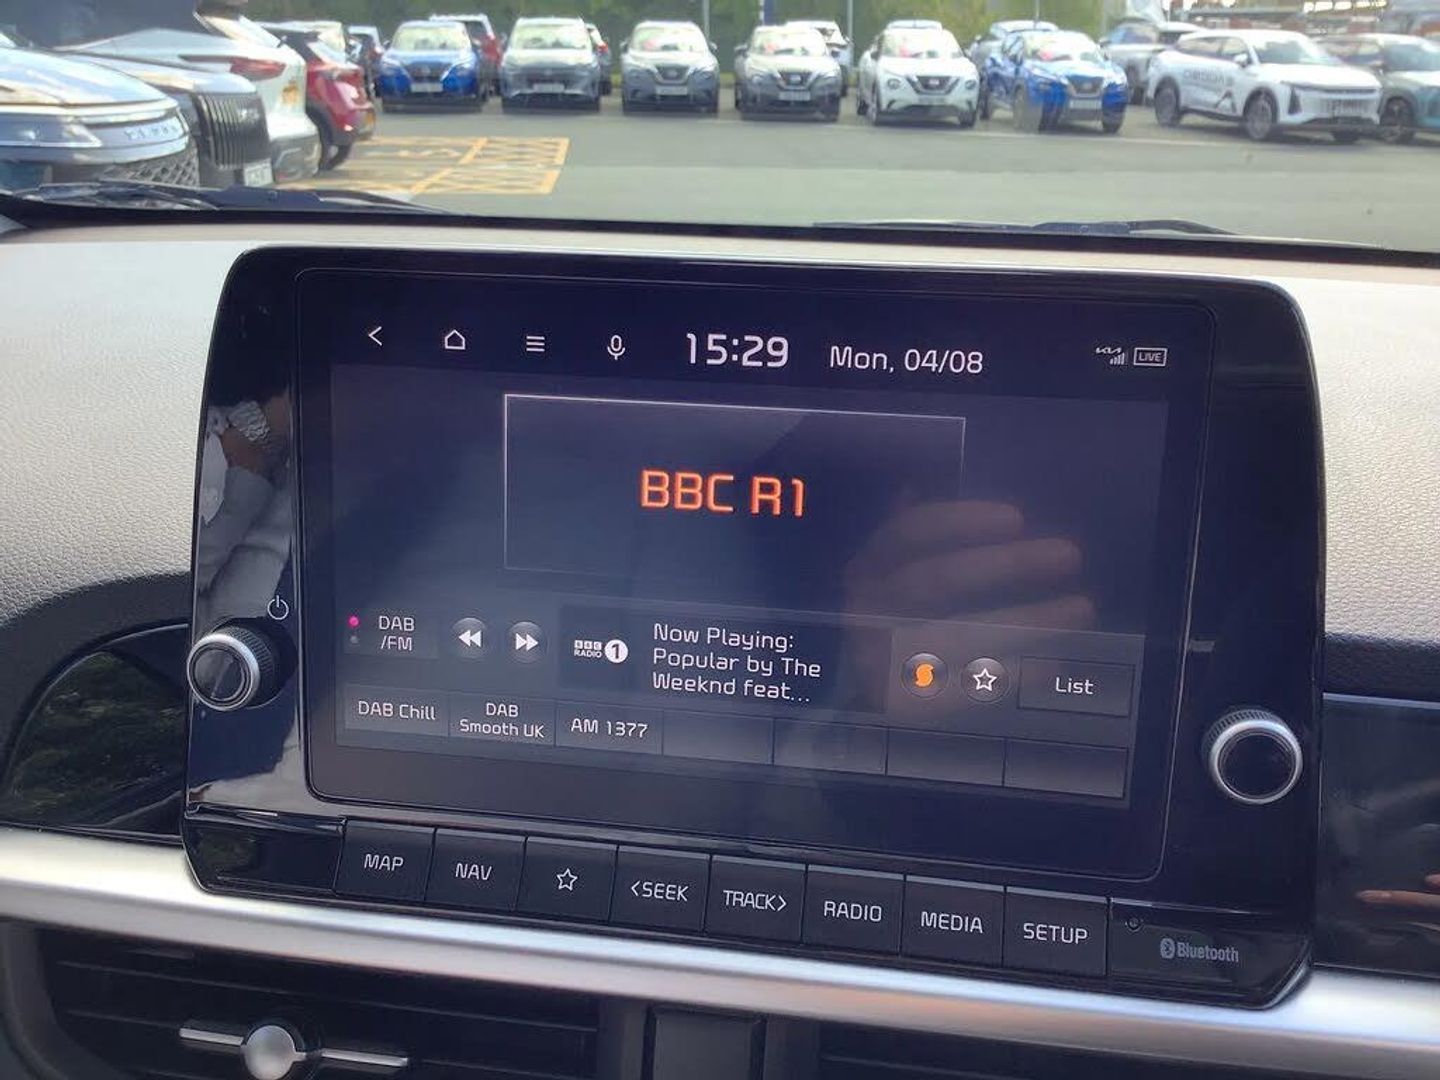 15:29
Mon, 04/08
KIA
LIVE
BBC R1
DAB
/FM
BBC
RADIO 1
Now Playing:
Popular by The
Weeknd feat...
List
DAB Chill
DAB
Smooth UK
AM 1377
MAP
NAV
<SEEK
TRACK>
RADIO
MEDIA
SETUP
Bluetooth